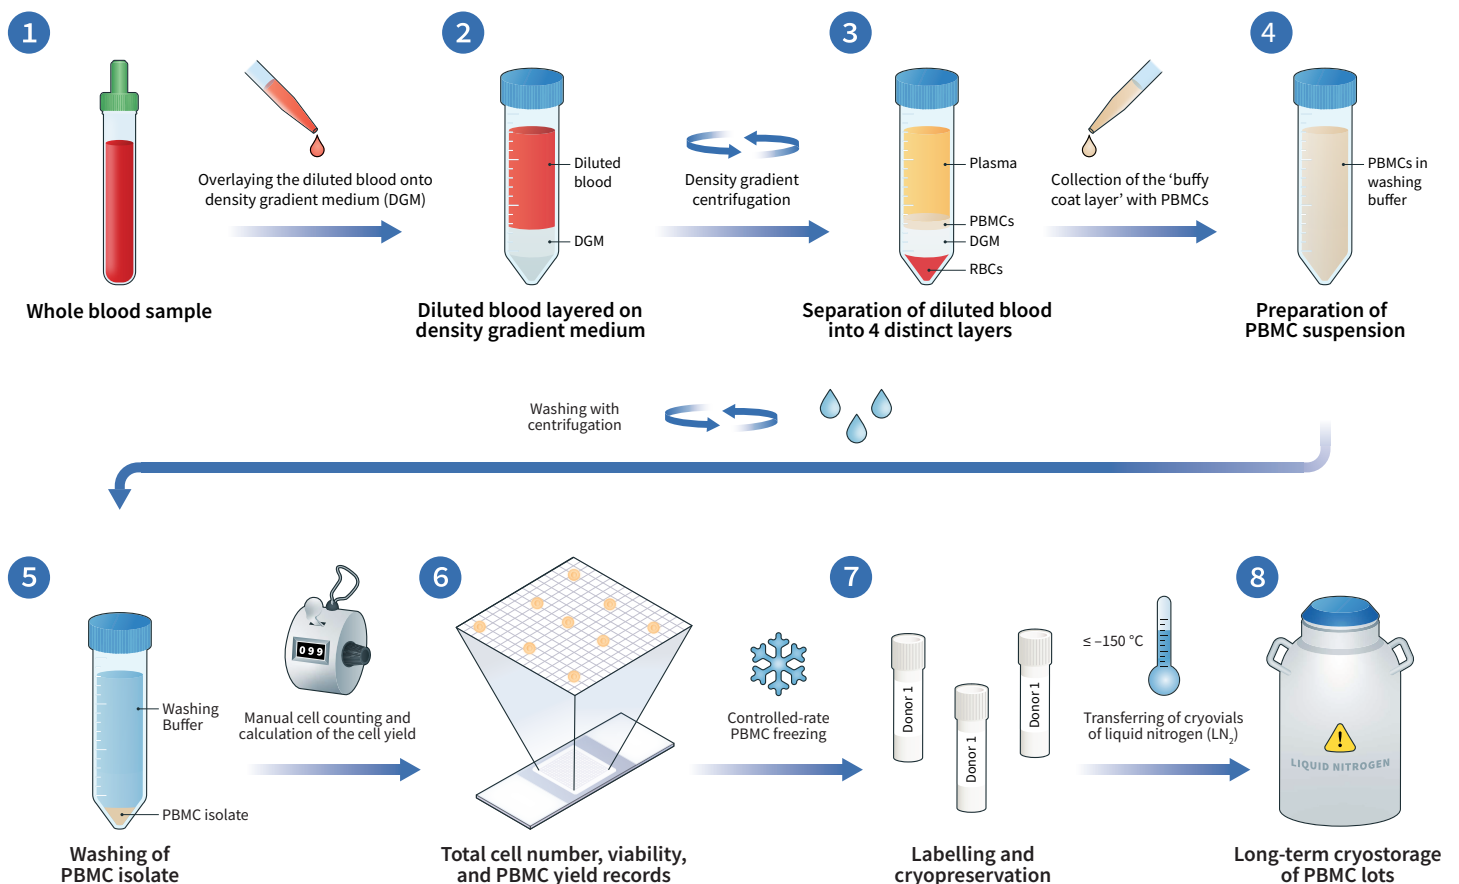 1
2
3
4
Overlaying the diluted blood onto
density gradient medium (DGM)
Diluted
blood
DGM
Density gradient
centrifugation
Plasma
PBMCs
DGM
RBCs
Collection of the ‘buffy
coat layer’ with PBMCs
PBMCs in
washing
buffer
Whole blood sample
Diluted blood layered on
density gradient medium
Separation of diluted blood
into 4 distinct layers
Preparation of
PBMC suspension
Washing with
centrifugation
5
6
7
8
Washing
Buffer
PBMC isolate
099
Manual cell counting and
calculation of the cell yield
Controlled-rate
PBMC freezing
Donor 1
Donor 1
Donor 1
≤ –150 °C
Transferring of cryovials
of liquid nitrogen (LN2)
!
LIQUID NITROGEN
Washing of
PBMC isolate
Total cell number, viability,
and PBMC yield records
Labelling and
cryopreservation
Long-term cryostorage
of PBMC lots